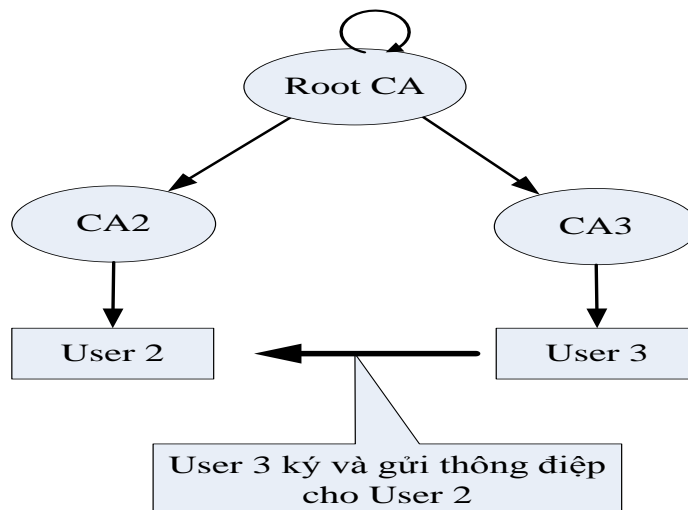 Root CA
CA2
CA3
User 2
User 3
User 3 ký và gửi thông điệp
cho User 2